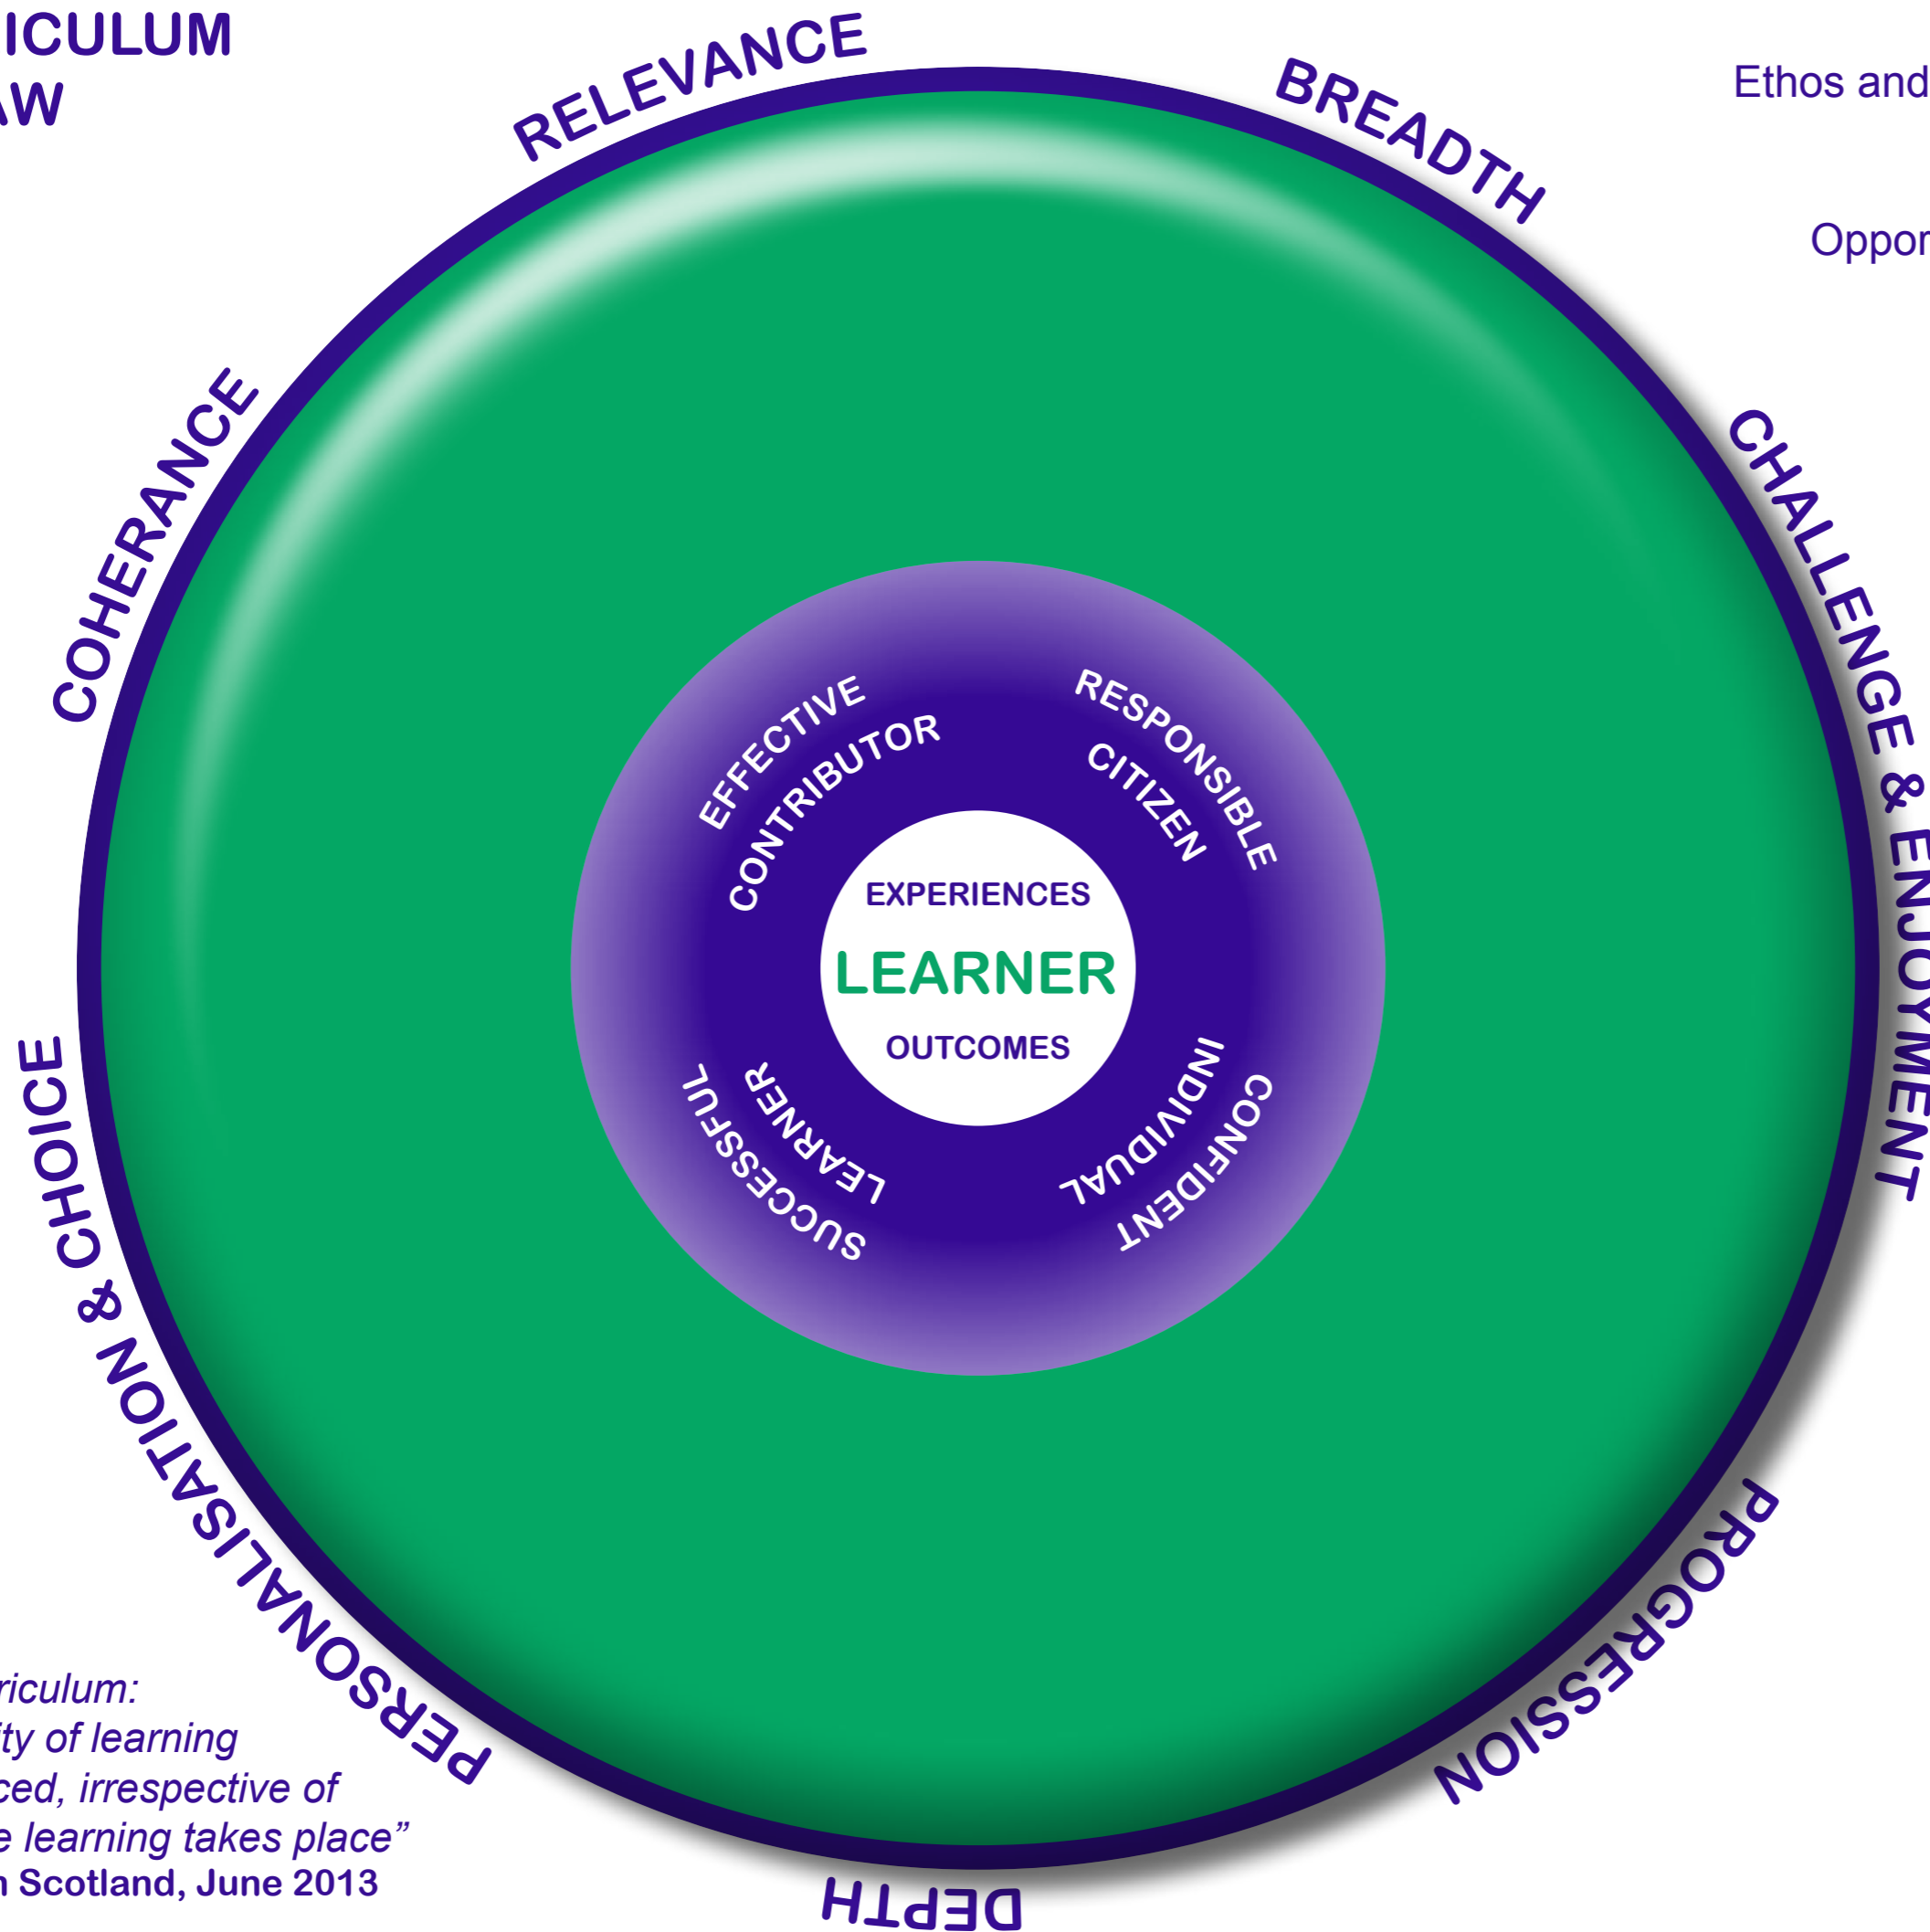 ICULUM
AW
RELEVANCE
BREADTH
Ethos and
Oppor
COHERANCE
CHALLENGE & ENJOYMENT
EFFECTIVE
CONTRIBUTOR
RESPONSIBLE
CITIZEN
EXPERIENCES
LEARNER
OUTCOMES
SUCCESSFUL
LEARNER
CONFIDENT
INDIVIDUAL
PERSONALISATION & CHOICE
PROGRESSION
DEPTH
riculum:
ity of learning
ced, irrespective of
e learning takes place”
n Scotland, June 2013